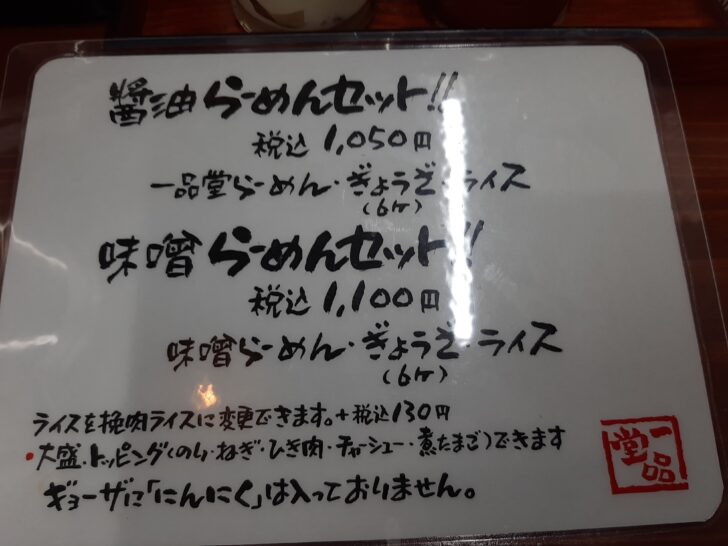 醬油らーめんセット!!
税込 1,050円
一品堂らーめん・ぎょうざ・ライス
(6ヶ)
味噌らーめんセット!!
税込 1,100円
味噌らーめん・ぎょうざ・ライス
(6ヶ)
ライスを挽肉ライスに変更できます。+税込130円
・大盛・トッピング(のり・ねぎ・ひき肉・チャーシュー・煮たまご)できます
ギョーザに「にんにく」は入っておりません。
一品堂